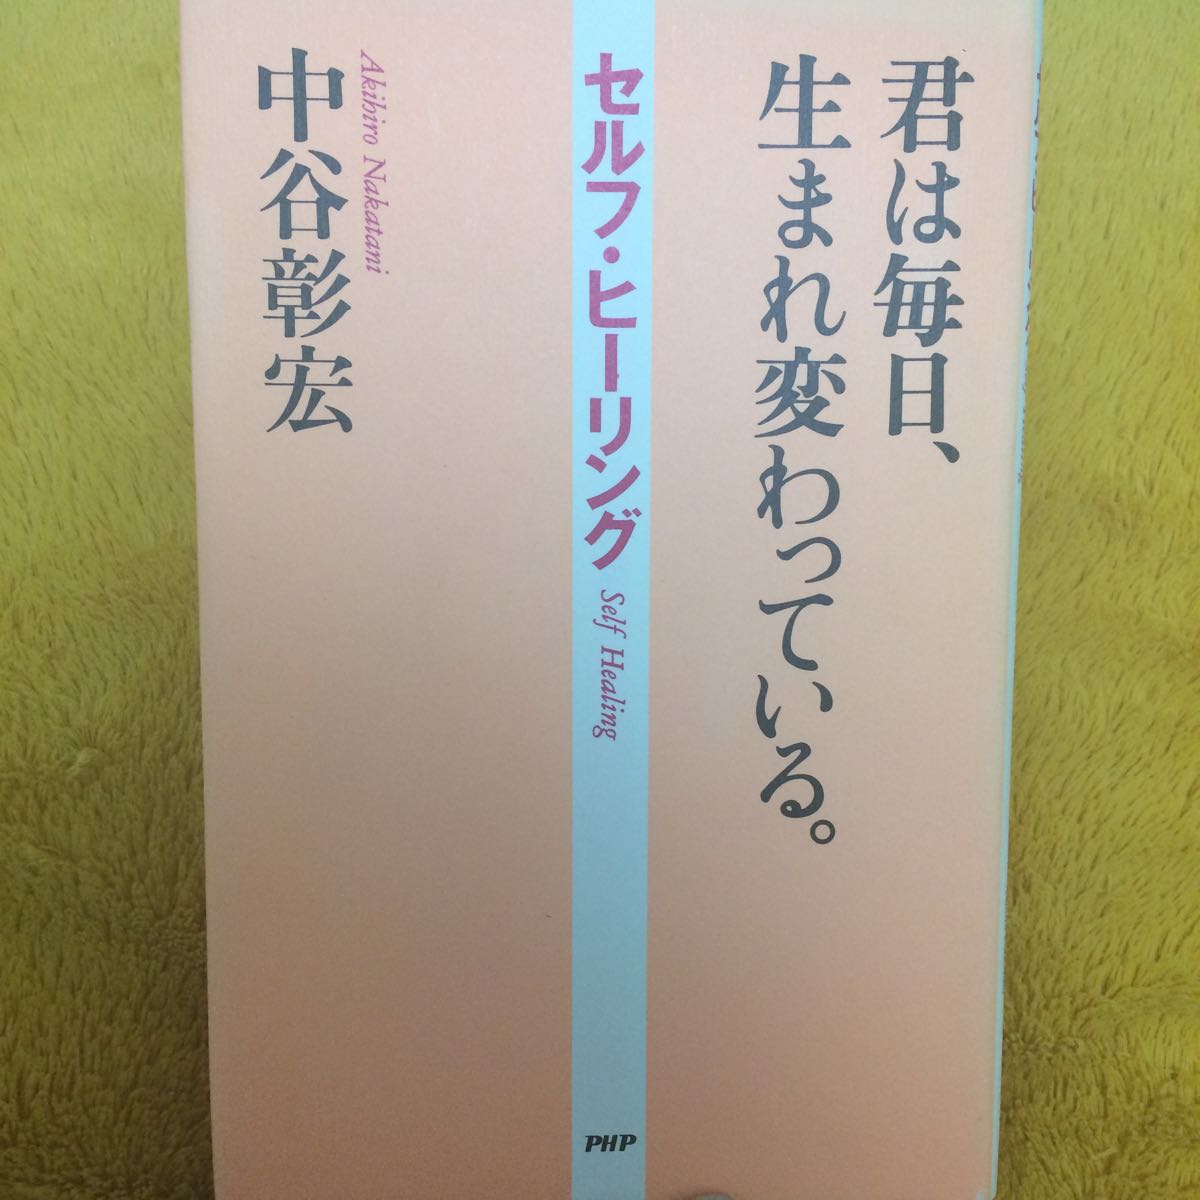 君は毎日、
生まれ変わっている。
セルフ・ヒーリング
Self Healing
Akihiro Nakatani
中谷彰宏
PHP